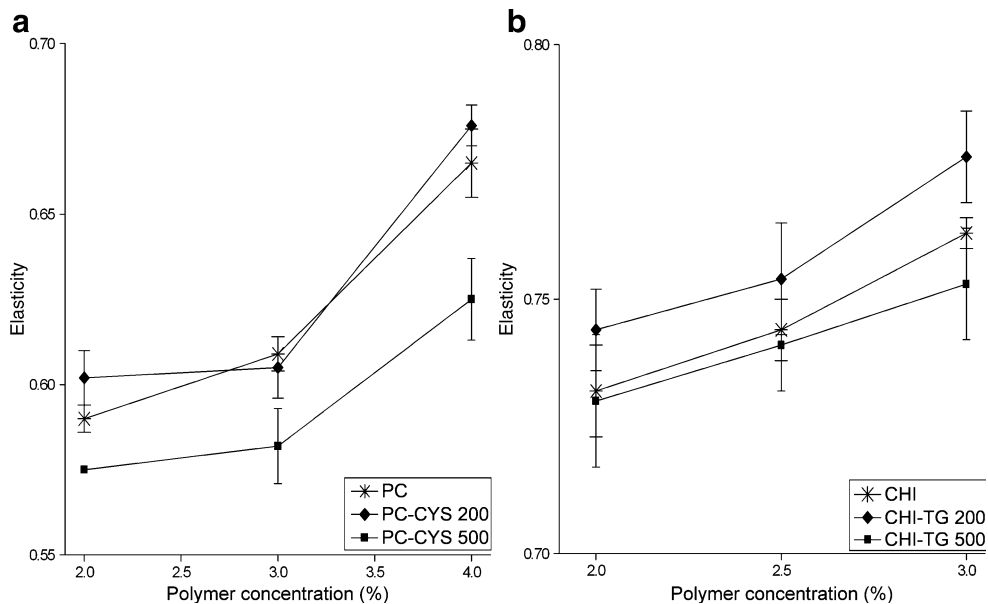 a
0.70
0.65
0.60
0.55
Elasticity
2.0 2.5 3.0 3.5 4.0
Polymer concentration (%)
PC
PC-CYS 200
PC-CYS 500
b
0.80
0.75
0.70
Elasticity
2.0 2.5 3.0
Polymer concentration (%)
CHI
CHI-TG 200
CHI-TG 500